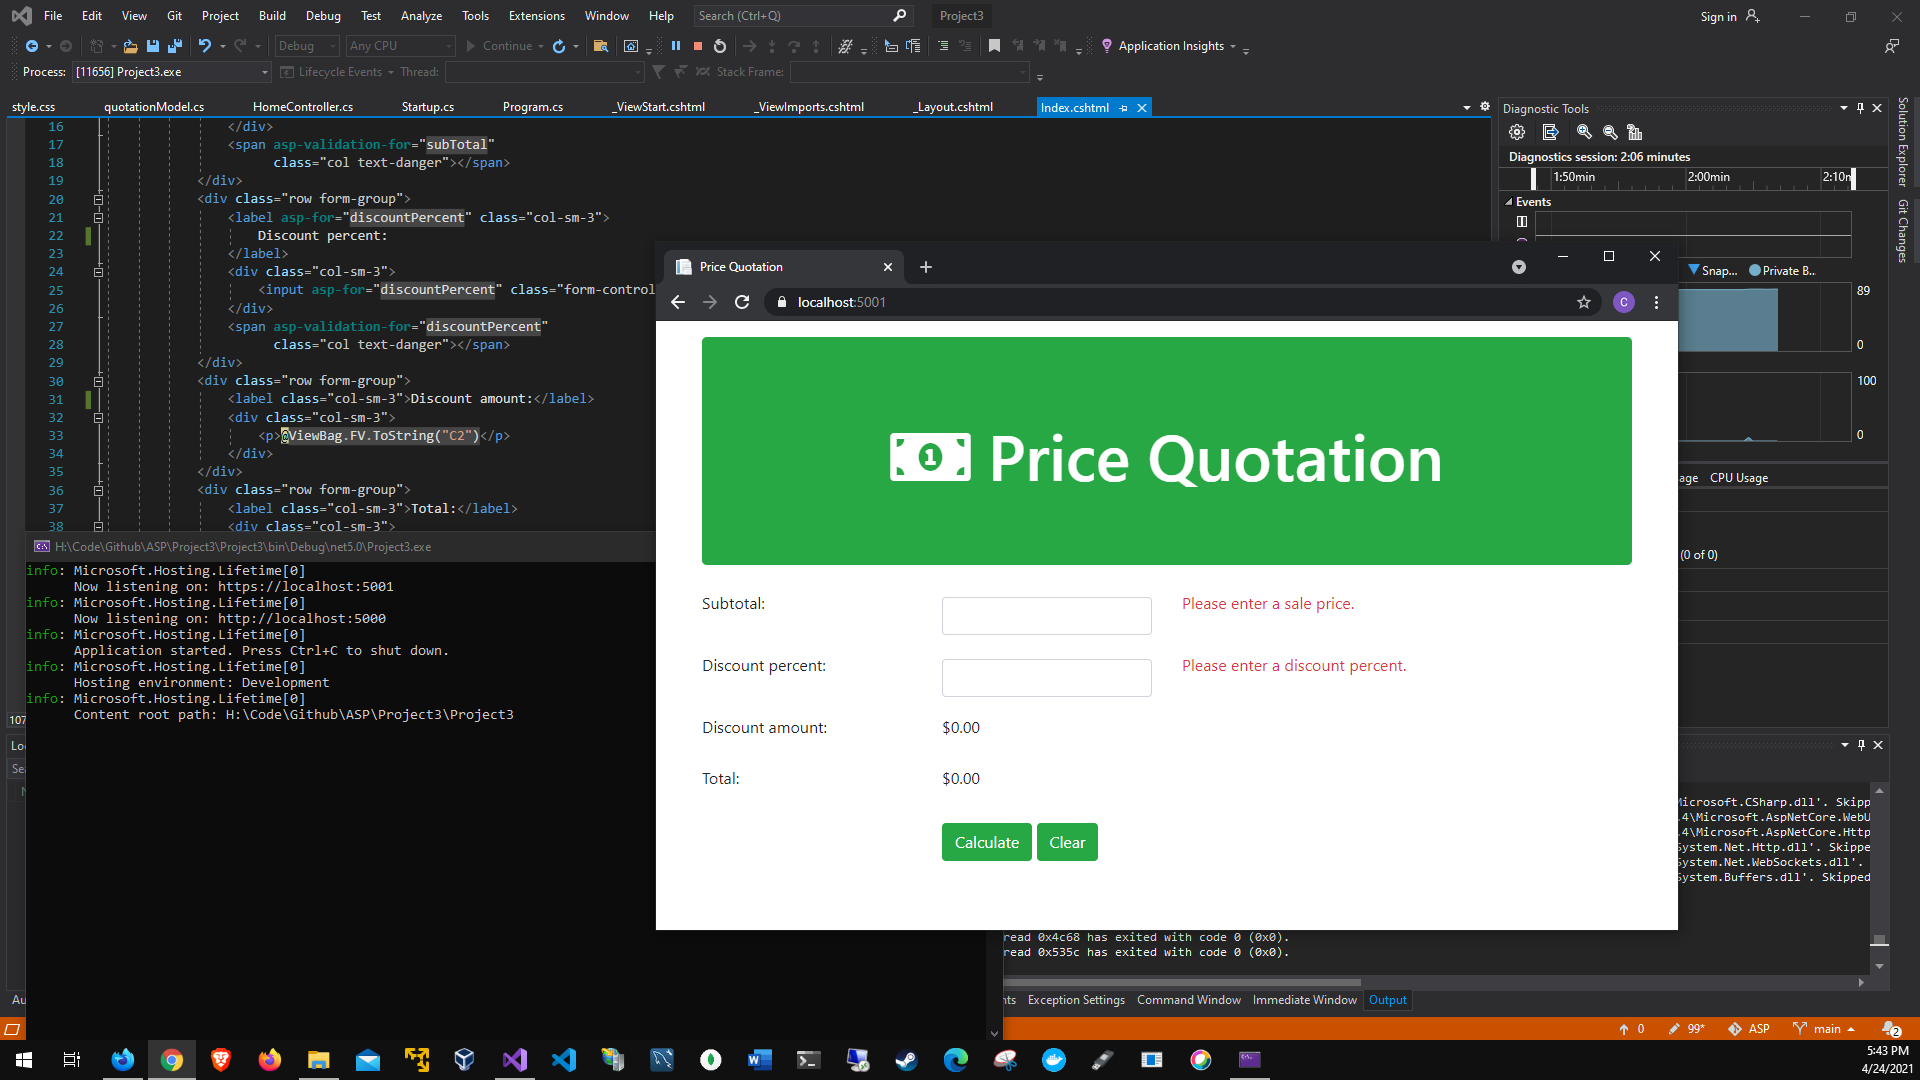 File Edit View Git Project Build Debug Test Analyze Tools Extensions Window Help Search (Ctrl+Q) Project3 Sign in
Debug Any CPU Continue Application Insights
Process: [11656] Project3.exe Lifecycle Events Thread: Stack Frame:
style.css quotationModel.cs HomeController.cs Startup.cs Program.cs _ViewStart.cshtml _ViewImports.cshtml _Layout.cshtml Index.cshtml
16 </div>
17 <span asp-validation-for="subTotal"
18 class="col text-danger"></span>
19 </div>
20 <div class="row form-group">
21 <label asp-for="discountPercent" class="col-sm-3">
22 Discount percent:
23 </label>
24 <div class="col-sm-3">
25 <input asp-for="discountPercent" class="form-control
26 </div>
27 <span asp-validation-for="discountPercent"
28 class="col text-danger"></span>
29 </div>
30 <div class="row form-group">
31 <label class="col-sm-3">Discount amount:</label>
32 <div class="col-sm-3">
33 <p>@ViewBag.FV.ToString("C2")</p>
34 </div>
35 </div>
36 <div class="row form-group">
37 <label class="col-sm-3">Total:</label>
38 <div class="col-sm-3">
107
H:\Code\Github\ASP\Project3\Project3\bin\Debug\net5.0\Project3.exe
info: Microsoft.Hosting.Lifetime[0]
Now listening on: https://localhost:5001
info: Microsoft.Hosting.Lifetime[0]
Now listening on: http://localhost:5000
info: Microsoft.Hosting.Lifetime[0]
Application started. Press Ctrl+C to shut down.
info: Microsoft.Hosting.Lifetime[0]
Hosting environment: Development
info: Microsoft.Hosting.Lifetime[0]
Content root path: H:\Code\Github\ASP\Project3\Project3
Price Quotation
localhost:5001
C
1 Price Quotation
Subtotal: Please enter a sale price.
Discount percent: Please enter a discount percent.
Discount amount: $0.00
Total: $0.00
Calculate Clear
Diagnostic Tools
Diagnostics session: 2:06 minutes
1:50min 2:00min 2:10m
Events
Snap... Private B...
89
0
100
0
age CPU Usage
(0 of 0)
Solution Explorer
Git Changes
Microsoft.CSharp.dll'. Skipp
.4\Microsoft.AspNetCore.WebU
.4\Microsoft.AspNetCore.Http
System.Net.Http.dll'. Skippe
System.Net.WebSockets.dll'.
System.Buffers.dll'. Skipped
read 0x4c68 has exited with code 0 (0x0).
read 0x535c has exited with code 0 (0x0).
Au
nts Exception Settings Command Window Immediate Window Output
0 99* ASP main 2
5:43 PM
4/24/2021